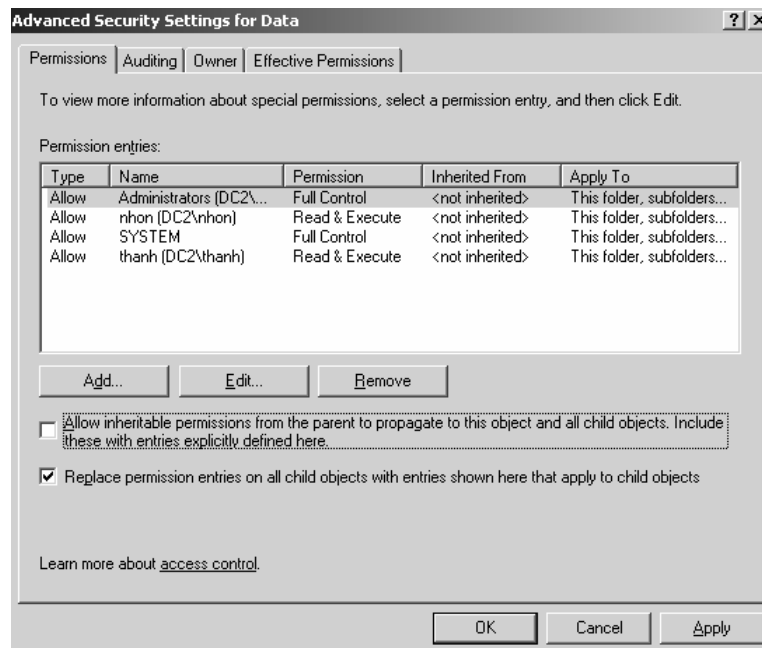 Advanced Security Settings for Data
Permissions Auditing Owner Effective Permissions
To view more information about special permissions, select a permission entry, and then click Edit.
Permission entries:
Type Name Permission Inherited From Apply To
Allow Administrators (DC2\... Full Control <not inherited> This folder, subfolders...
Allow nhon (DC2\nhon) Read & Execute <not inherited> This folder, subfolders...
Allow SYSTEM Full Control <not inherited> This folder, subfolders...
Allow thanh (DC2\thanh) Read & Execute <not inherited> This folder, subfolders...
Add... Edit... Remove
Allow inheritable permissions from the parent to propagate to this object and all child objects. Include
these with entries explicitly defined here.
Replace permission entries on all child objects with entries shown here that apply to child objects
Learn more about access control.
OK Cancel Apply